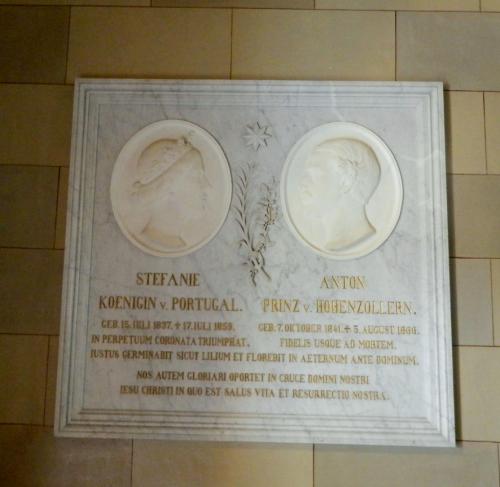 STEFANIE
KOENIGIN V. PORTUGAL.
GEB. 15. JULI 1837. + 17. JULI 1859.
IN PERPETUUM CORONATA TRIUMPHAT.
ANTON
PRINZ V. HOHENZOLLERN.
GEB. 7. OKTOBER 1841. + 5. AUGUST 1866.
FIDELIS USQUE AD MORTEM.
IUSTUS GERMINABIT SICUT LILIUM ET FLOREBIT IN AETERNUM ANTE DOMINUM.
NOS AUTEM GLORIARI OPORTET IN CRUCE DOMINI NOSTRI
IESU CHRISTI IN QUO EST SALUS VITA ET RESURRECTIO NOSTRA.